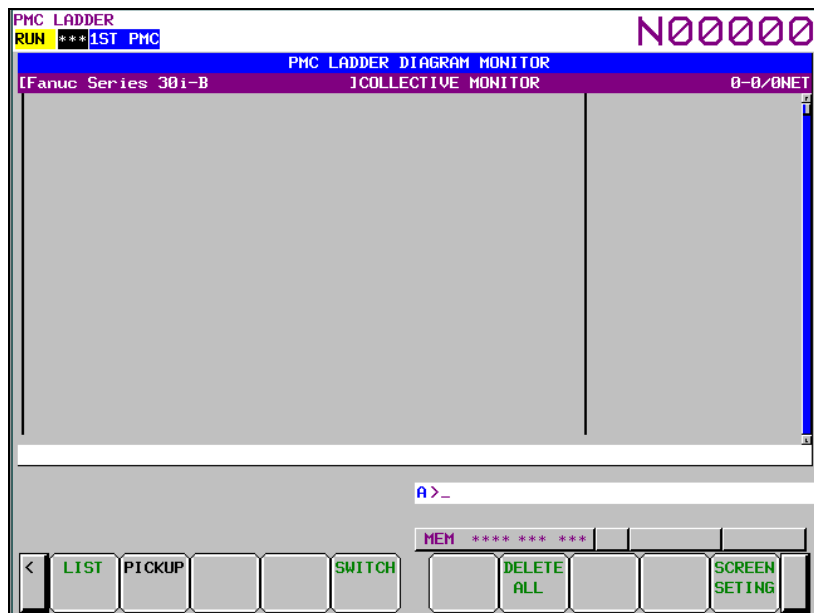 PMC LADDER
N00000
RUN ***1ST PMC
PMC LADDER DIAGRAM MONITOR
[Fanuc Series 30i-B ]COLLECTIVE MONITOR 0-0/0NET
A>_
MEM **** *** ***
< LIST PICKUP SWITCH DELETE ALL SCREEN SETING